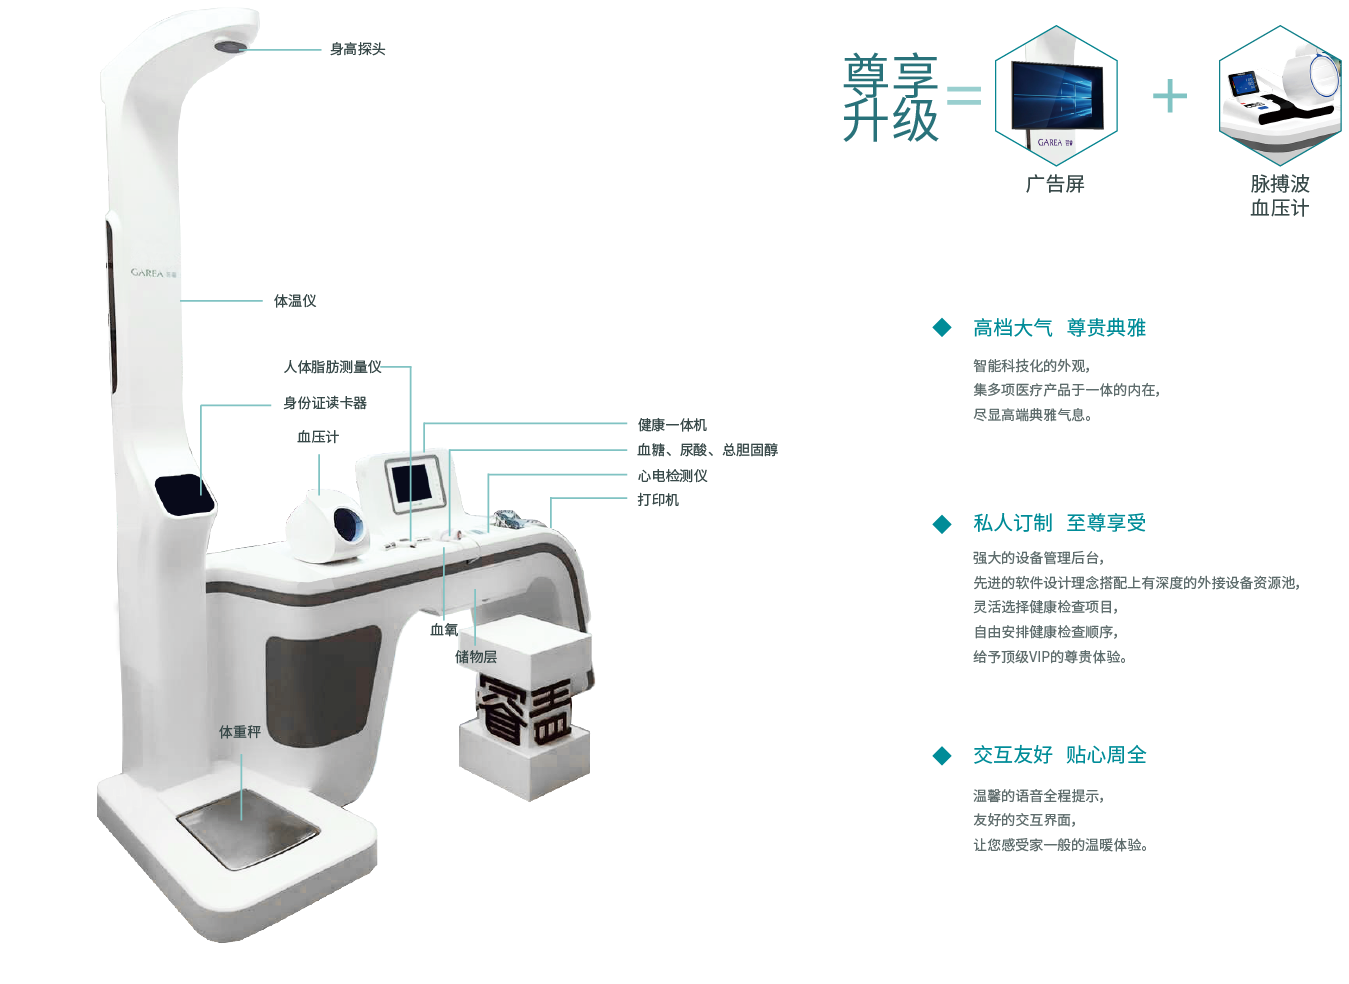 身高探头
GAREA
体温仪
人体脂肪测量仪
身份证读卡器
血压计
健康一体机
血糖、尿酸、总胆固醇
心电检测仪
打印机
血氧
储物层
睿盖
体重秤
尊享
升级
=
GAREA
+
广告屏
脉搏波
血压计
高档大气 尊贵典雅
智能科技化的外观，
集多项医疗产品于一体的内在，
尽显高端典雅气息。
私人订制 至尊享受
强大的设备管理后台，
先进的软件设计理念搭配上有深度的外接设备资源池，
灵活选择健康检查项目，
自由安排健康检查顺序，
给予顶级VIP的尊贵体验。
交互友好 贴心周全
温馨的语音全程提示，
友好的交互界面，
让您感受家一般的温暖体验。